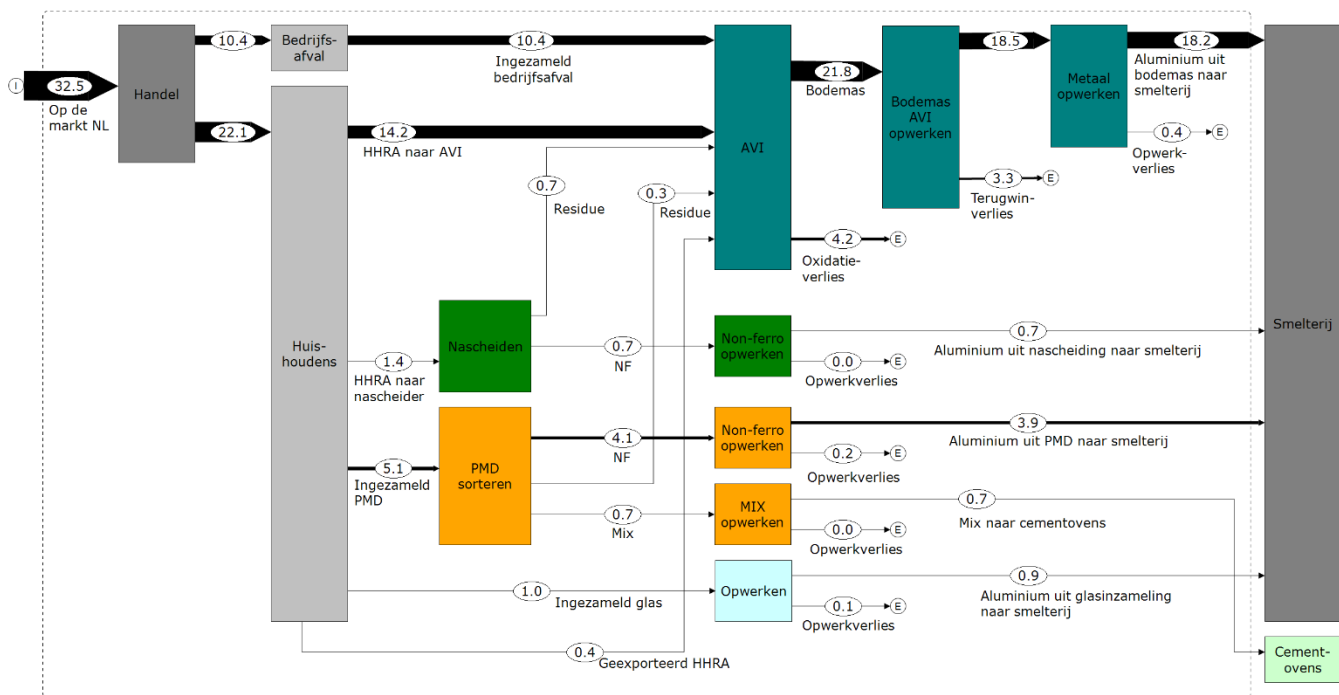 I
32.5
Op de
markt NL
Handel
10.4
22.1
Bedrijfs-
afval
10.4
Ingezameld
bedrijfsafval
Huis-
houdens
14.2
HHRA naar AVI
0.7
Residue
0.3
Residue
AVI
21.8
Bodemas
4.2
E
Oxidatie-
verlies
Bodemas
AVI
opwerken
18.5
3.3
E
Terugwin-
verlies
Metaal
opwerken
18.2
Aluminium uit
bodemas naar
smelterij
0.4
E
Opwerk-
verlies
Smelterij
1.4
HHRA naar
nascheider
Nascheiden
0.7
NF
Non-ferro
opwerken
0.7
Aluminium uit nascheiding naar smelterij
0.0
E
Opwerkverlies
5.1
Ingezameld
PMD
PMD
sorteren
4.1
NF
Non-ferro
opwerken
3.9
Aluminium uit PMD naar smelterij
0.2
E
Opwerkverlies
0.7
Mix
MIX
opwerken
0.7
Mix naar cementovens
0.0
E
Opwerkverlies
1.0
Ingezameld glas
Opwerken
0.9
Aluminium uit glasinzameling
naar smelterij
0.1
E
Opwerkverlies
0.4
Geexporteerd HHRA
Cement-
ovens